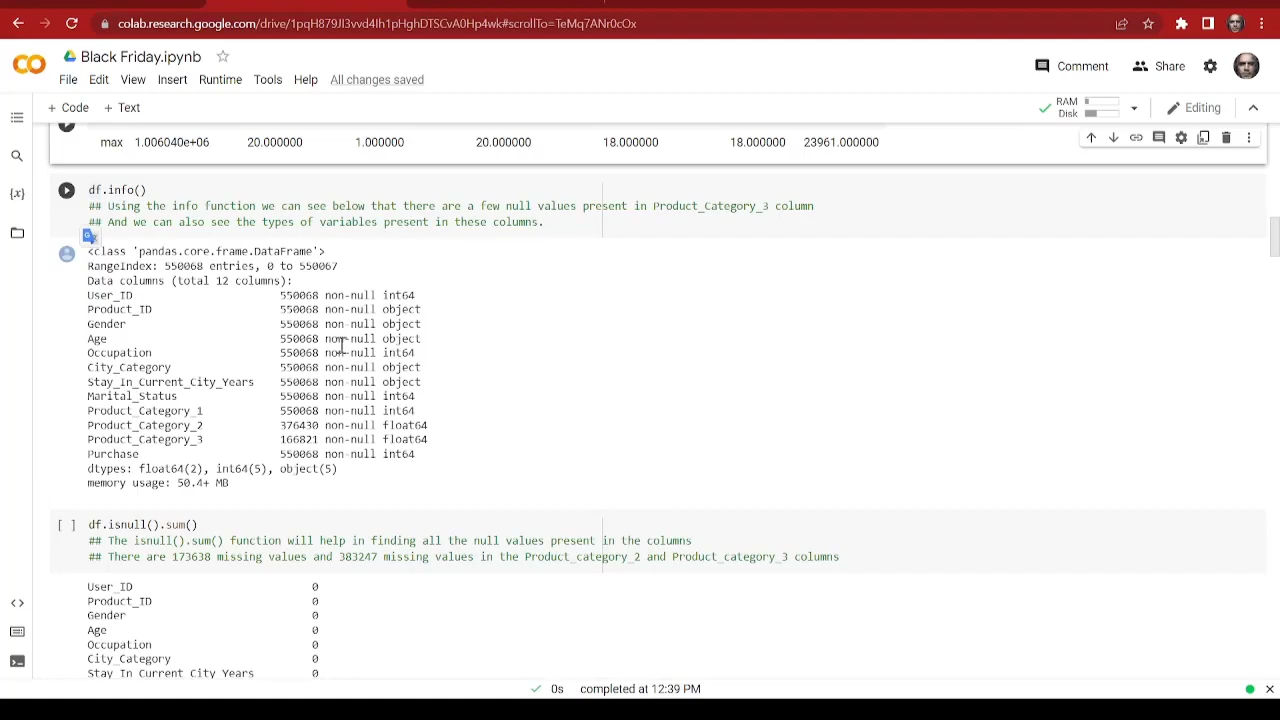 colab.research.google.com/drive/1pqH879JI3vvd4Ih1pHghDTSCvA0Hp4wk#scrollTo=TeMq7ANr0cOx
Black Friday.ipynb
Comment
Share
File Edit View Insert Runtime Tools Help All changes saved
+ Code + Text
RAM
Disk
Editing
max 1.006040e+06 20.000000 1.000000 20.000000 18.000000 18.000000 23961.000000
df.info()
## Using the info function we can see below that there are a few null values present in Product_Category_3 column
## And we can also see the types of variables present in these columns.
<class 'pandas.core.frame.DataFrame'>
RangeIndex: 550068 entries, 0 to 550067
Data columns (total 12 columns):
User_ID 550068 non-null int64
Product_ID 550068 non-null object
Gender 550068 non-null object
Age 550068 non-null object
Occupation 550068 non-null int64
City_Category 550068 non-null object
Stay_In_Current_City_Years 550068 non-null object
Marital_Status 550068 non-null int64
Product_Category_1 550068 non-null int64
Product_Category_2 376430 non-null float64
Product_Category_3 166821 non-null float64
Purchase 550068 non-null int64
dtypes: float64(2), int64(5), object(5)
memory usage: 50.4+ MB
[ ] df.isnull().sum()
## The isnull().sum() function will help in finding all the null values present in the columns
## There are 173638 missing values and 383247 missing values in the Product_category_2 and Product_category_3 columns
User_ID 0
Product_ID 0
Gender 0
Age 0
Occupation 0
City_Category 0
Stay_In_Current_City_Years 0
0s completed at 12:39 PM